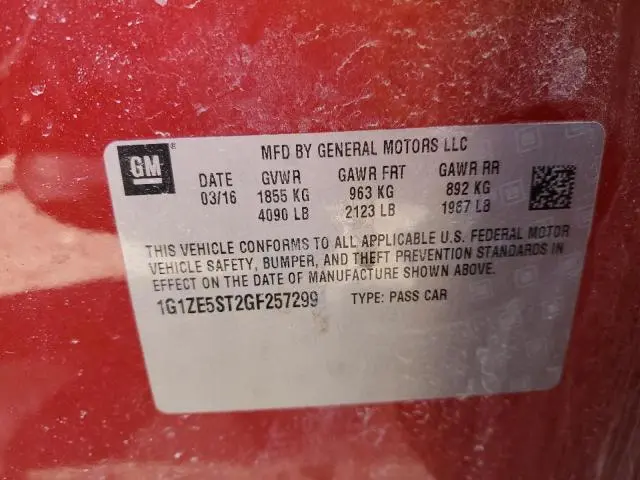 GM®
MFD BY GENERAL MOTORS LLC
DATE GVWR GAWR FRT GAWR RR
03/16 1855 KG 963 KG 892 KG
4090 LB 2123 LB 1967 LB
THIS VEHICLE CONFORMS TO ALL APPLICABLE U.S. FEDERAL MOTOR
VEHICLE SAFETY, BUMPER, AND THEFT PREVENTION STANDARDS IN
EFFECT ON THE DATE OF MANUFACTURE SHOWN ABOVE.
1G1ZE5ST2GF257299 TYPE: PASS CAR